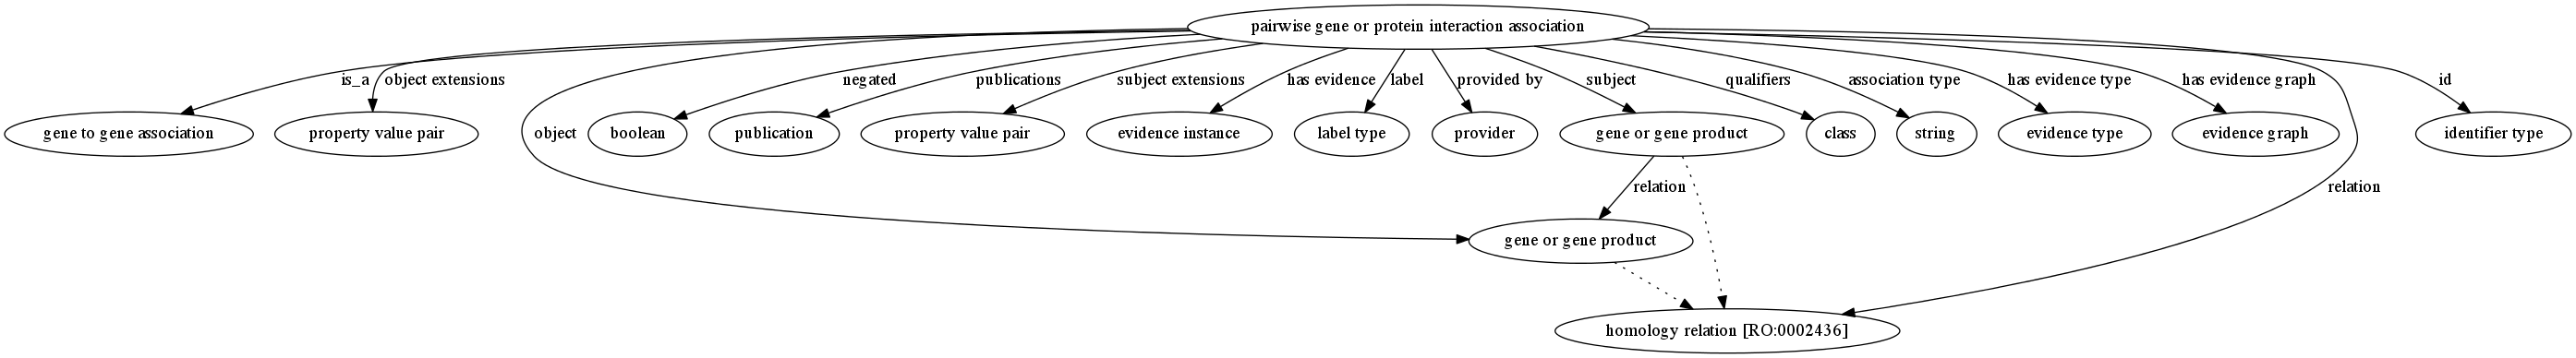 pairwise gene or protein interaction association
is_a
object extensions
negated
publications
subject extensions
has evidence
label
provided by
subject
qualifiers
association type
has evidence type
has evidence graph
id
gene to gene association
property value pair
object
boolean
publication
property value pair
evidence instance
label type
provider
gene or gene product
class
string
evidence type
evidence graph
identifier type
relation
relation
gene or gene product
homology relation [RO:0002436]